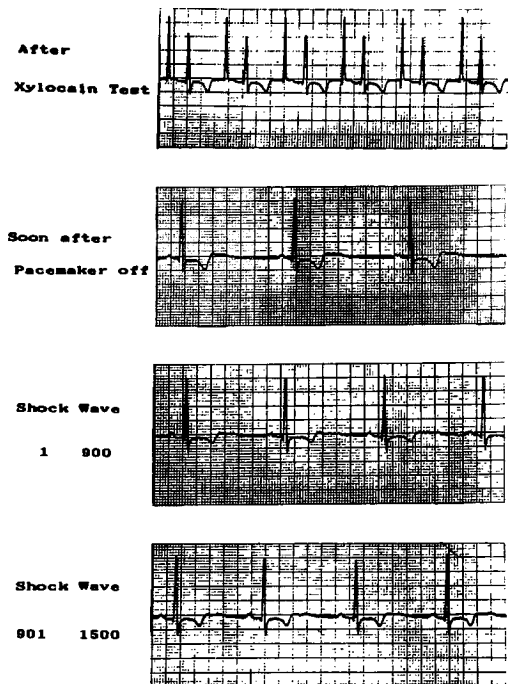 After
Xylocain Test
Soon after
Pacemaker off
Shock Wave
1 900
Shock Wave
901 1500